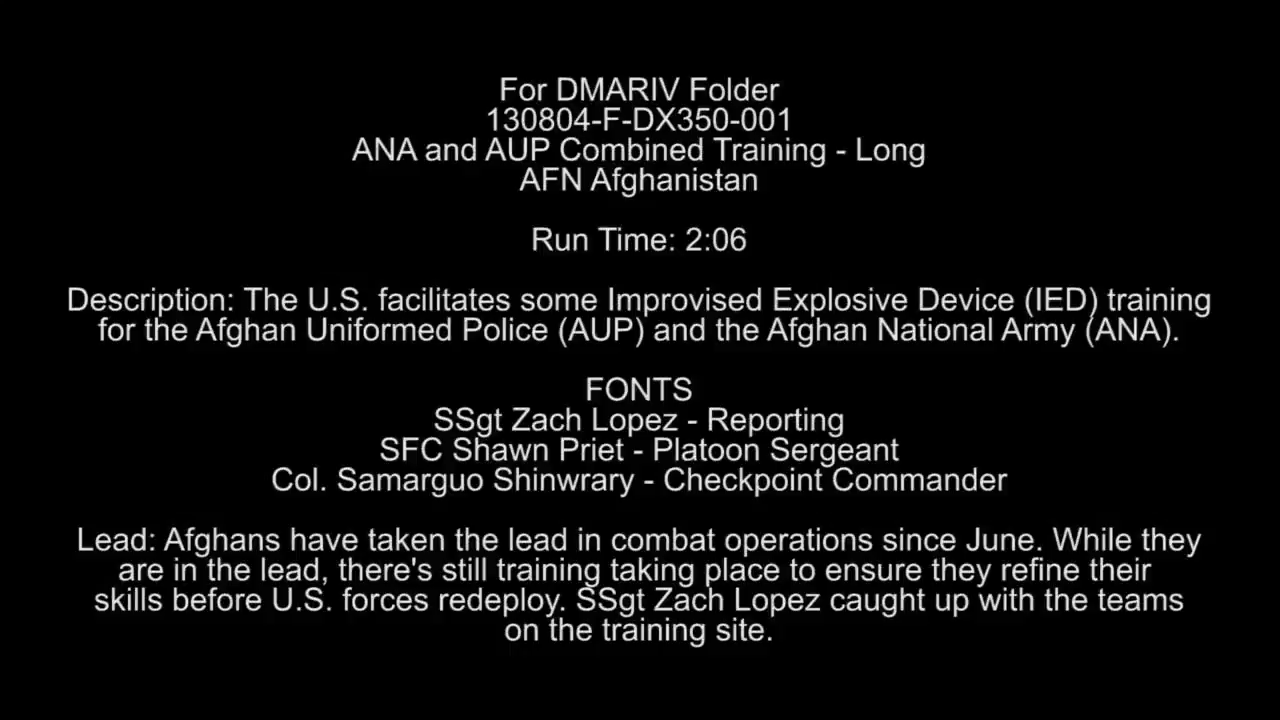 For DMARIV Folder
130804-F-DX350-001
ANA and AUP Combined Training - Long
AFN Afghanistan
Run Time: 2:06
Description: The U.S. facilitates some Improvised Explosive Device (IED) training
for the Afghan Uniformed Police (AUP) and the Afghan National Army (ANA).
FONTS
SSgt Zach Lopez - Reporting
SFC Shawn Priet - Platoon Sergeant
Col. Samarguo Shinwrary - Checkpoint Commander
Lead: Afghans have taken the lead in combat operations since June. While they
are in the lead, there's still training taking place to ensure they refine their
skills before U.S. forces redeploy. SSgt Zach Lopez caught up with the teams
on the training site.